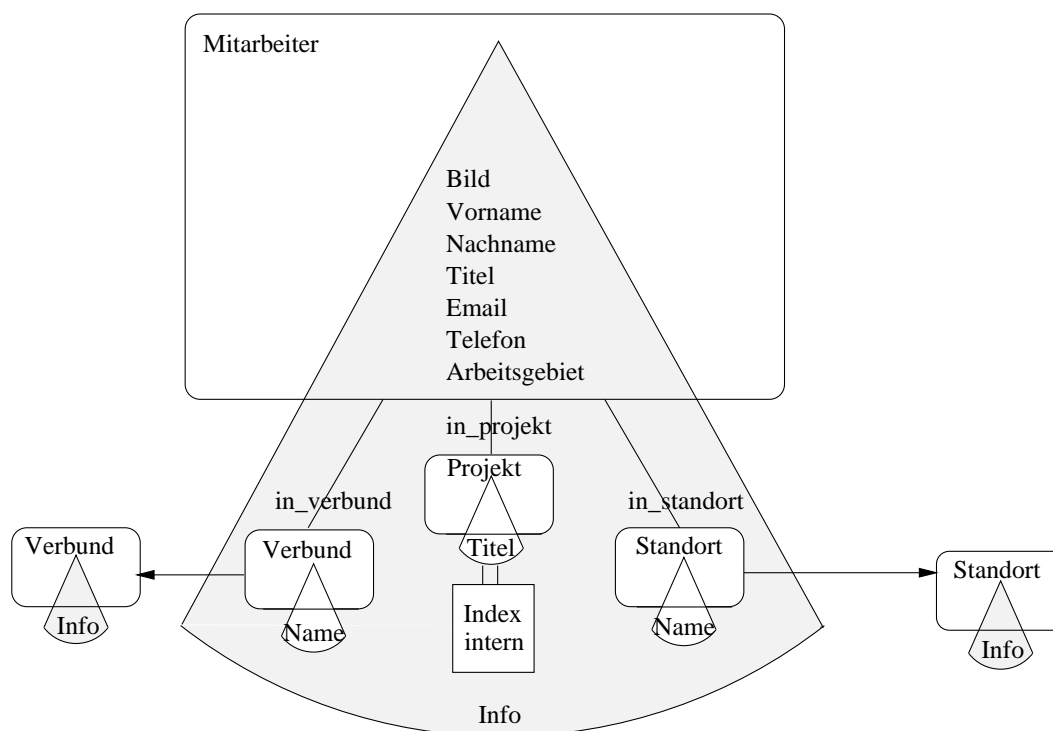 Mitarbeiter
Bild
Vorname
Nachname
Titel
Email
Telefon
Arbeitsgebiet
in_projekt
Projekt
Titel
in_verbund
in_standort
Verbund
Info
Verbund
Name
Index
intern
Standort
Name
Standort
Info
Info